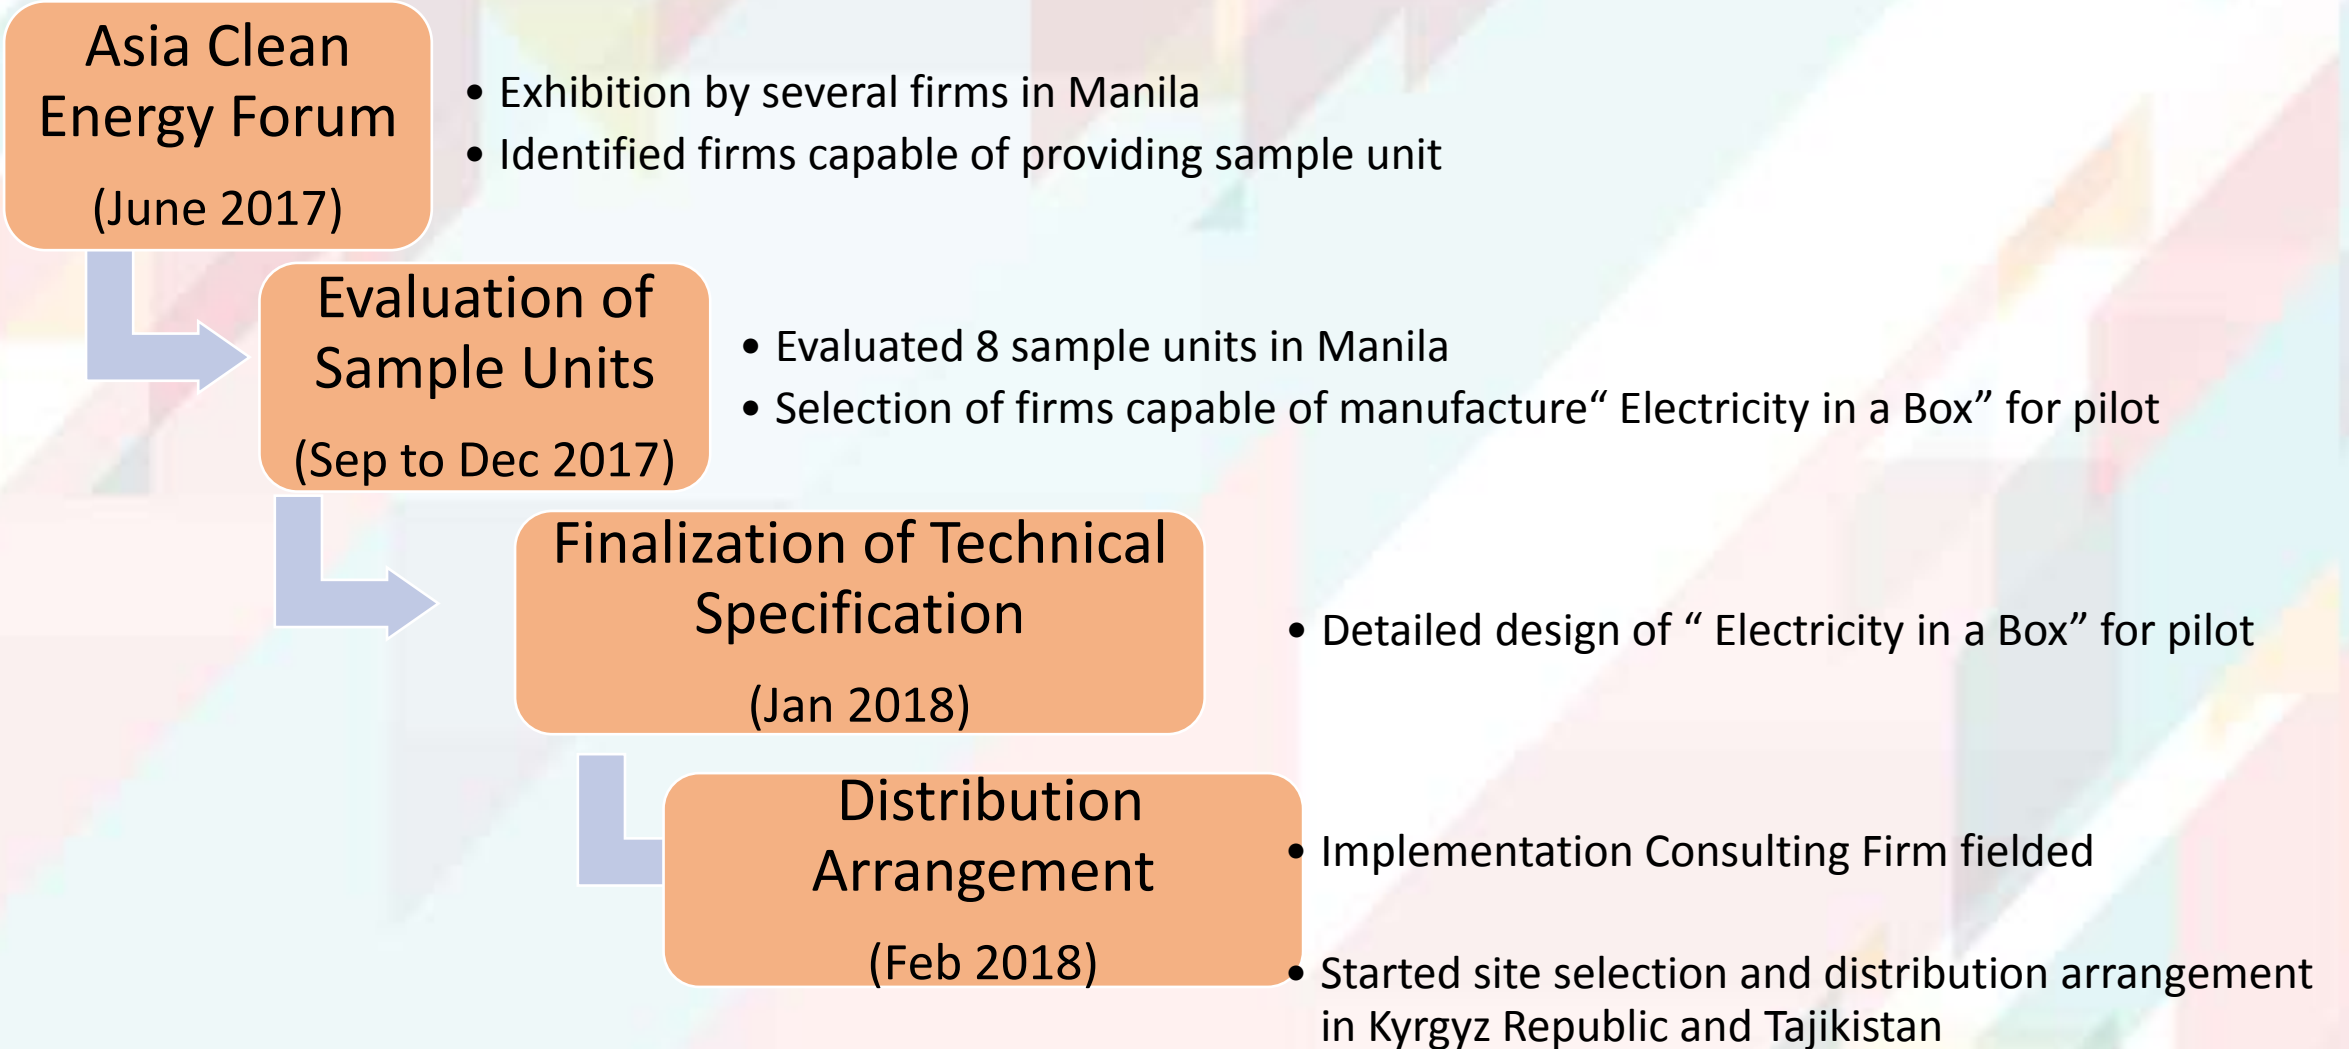 Asia Clean
Energy Forum
(June 2017)
• Exhibition by several firms in Manila
• Identified firms capable of providing sample unit
Evaluation of
Sample Units
(Sep to Dec 2017)
• Evaluated 8 sample units in Manila
• Selection of firms capable of manufacture“ Electricity in a Box” for pilot
Finalization of Technical
Specification
(Jan 2018)
• Detailed design of “ Electricity in a Box” for pilot
Distribution
Arrangement
(Feb 2018)
• Implementation Consulting Firm fielded
• Started site selection and distribution arrangement
in Kyrgyz Republic and Tajikistan